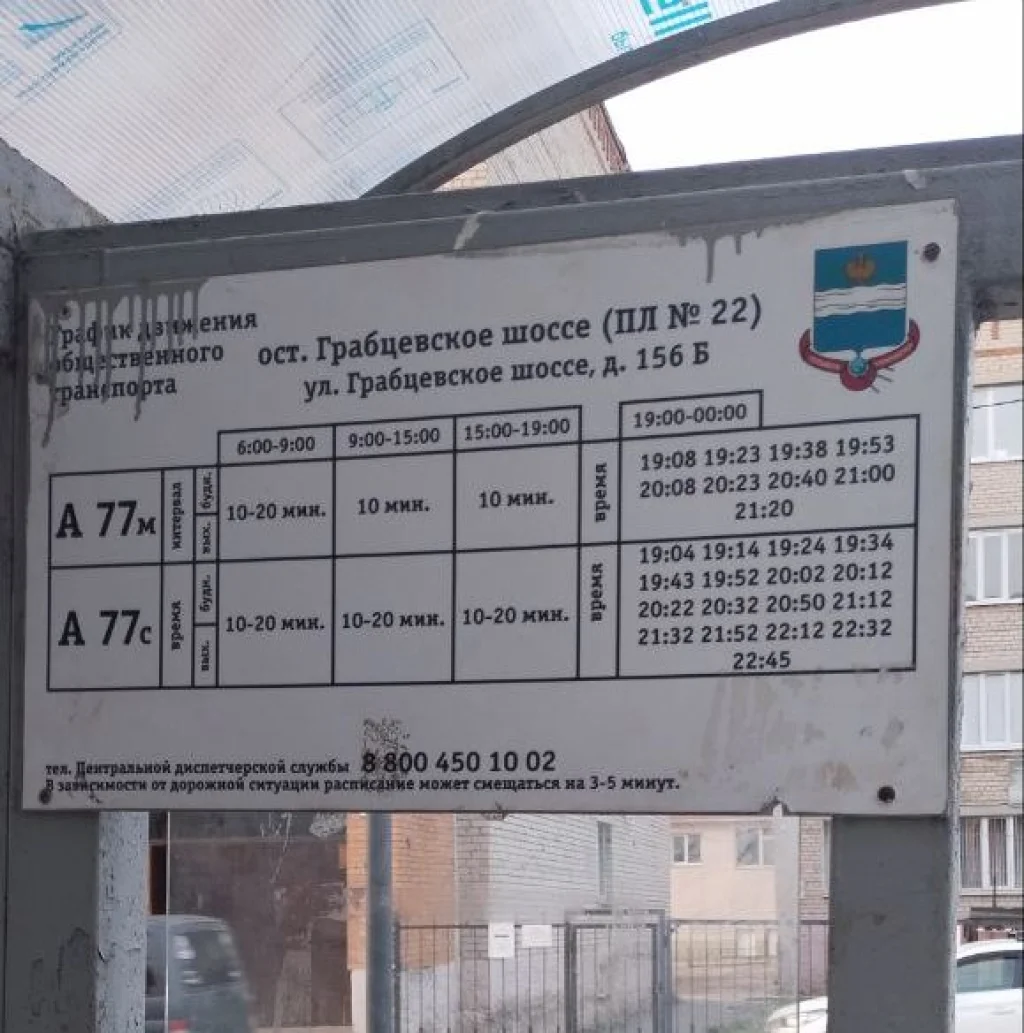 График движения
общественного
транспорта
ост. Грабцевское шоссе (ПЛ № 22)
ул. Грабцевское шоссе, д. 156 Б
6:00-9:00 9:00-15:00 15:00-19:00 19:00-00:00
А 77м интервал будн. вых. 10-20 мин. 10 мин. 10 мин. время
19:08 19:23 19:38 19:53
20:08 20:23 20:40 21:00
21:20
А 77с время будн. вых. 10-20 мин. 10-20 мин. 10-20 мин. время
19:04 19:14 19:24 19:34
19:43 19:52 20:02 20:12
20:22 20:32 20:50 21:12
21:32 21:52 22:12 22:32
22:45
тел. Центральной диспетчерской службы 8 800 450 10 02
В зависимости от дорожной ситуации расписание может смещаться на 3-5 минут.